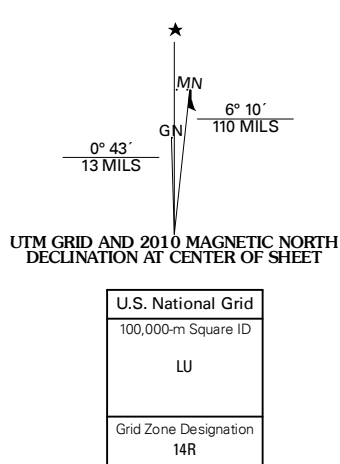 MN
GN
6° 10´
110 MILS
0° 43´
13 MILS
UTM GRID AND 2010 MAGNETIC NORTH
DECLINATION AT CENTER OF SHEET
U.S. National Grid
100,000-m Square ID
LU
Grid Zone Designation
14R